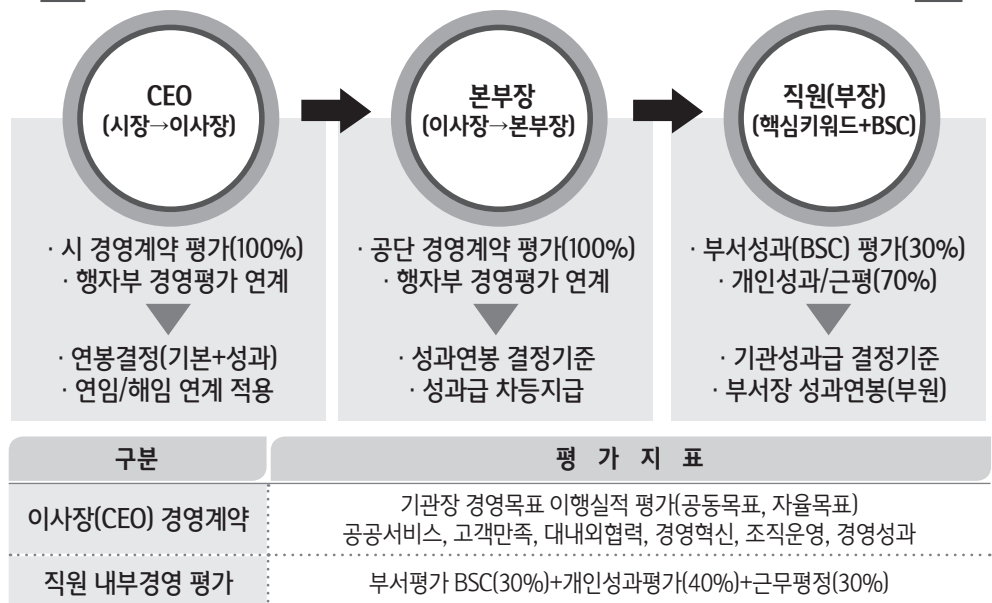 CEO
(시장→이사장)
· 시 경영계약 평가(100%)
· 행자부 경영평가 연계
· 연봉결정(기본+성과)
· 연임/해임 연계 적용
본부장
(이사장→본부장)
· 공단 경영계약 평가(100%)
· 행자부 경영평가 연계
· 성과연봉 결정기준
· 성과급 차등지급
직원(부장)
(핵심키워드+BSC)
· 부서성과(BSC) 평가(30%)
· 개인성과/근평(70%)
· 기관성과급 결정기준
· 부서장 성과연봉(부원)
구분
평 가 지 표
이사장(CEO) 경영계약
기관장 경영목표 이행실적 평가(공동목표, 자율목표)
공공서비스, 고객만족, 대내외협력, 경영혁신, 조직운영, 경영성과
직원 내부경영 평가
부서평가 BSC(30%)+개인성과평가(40%)+근무평정(30%)